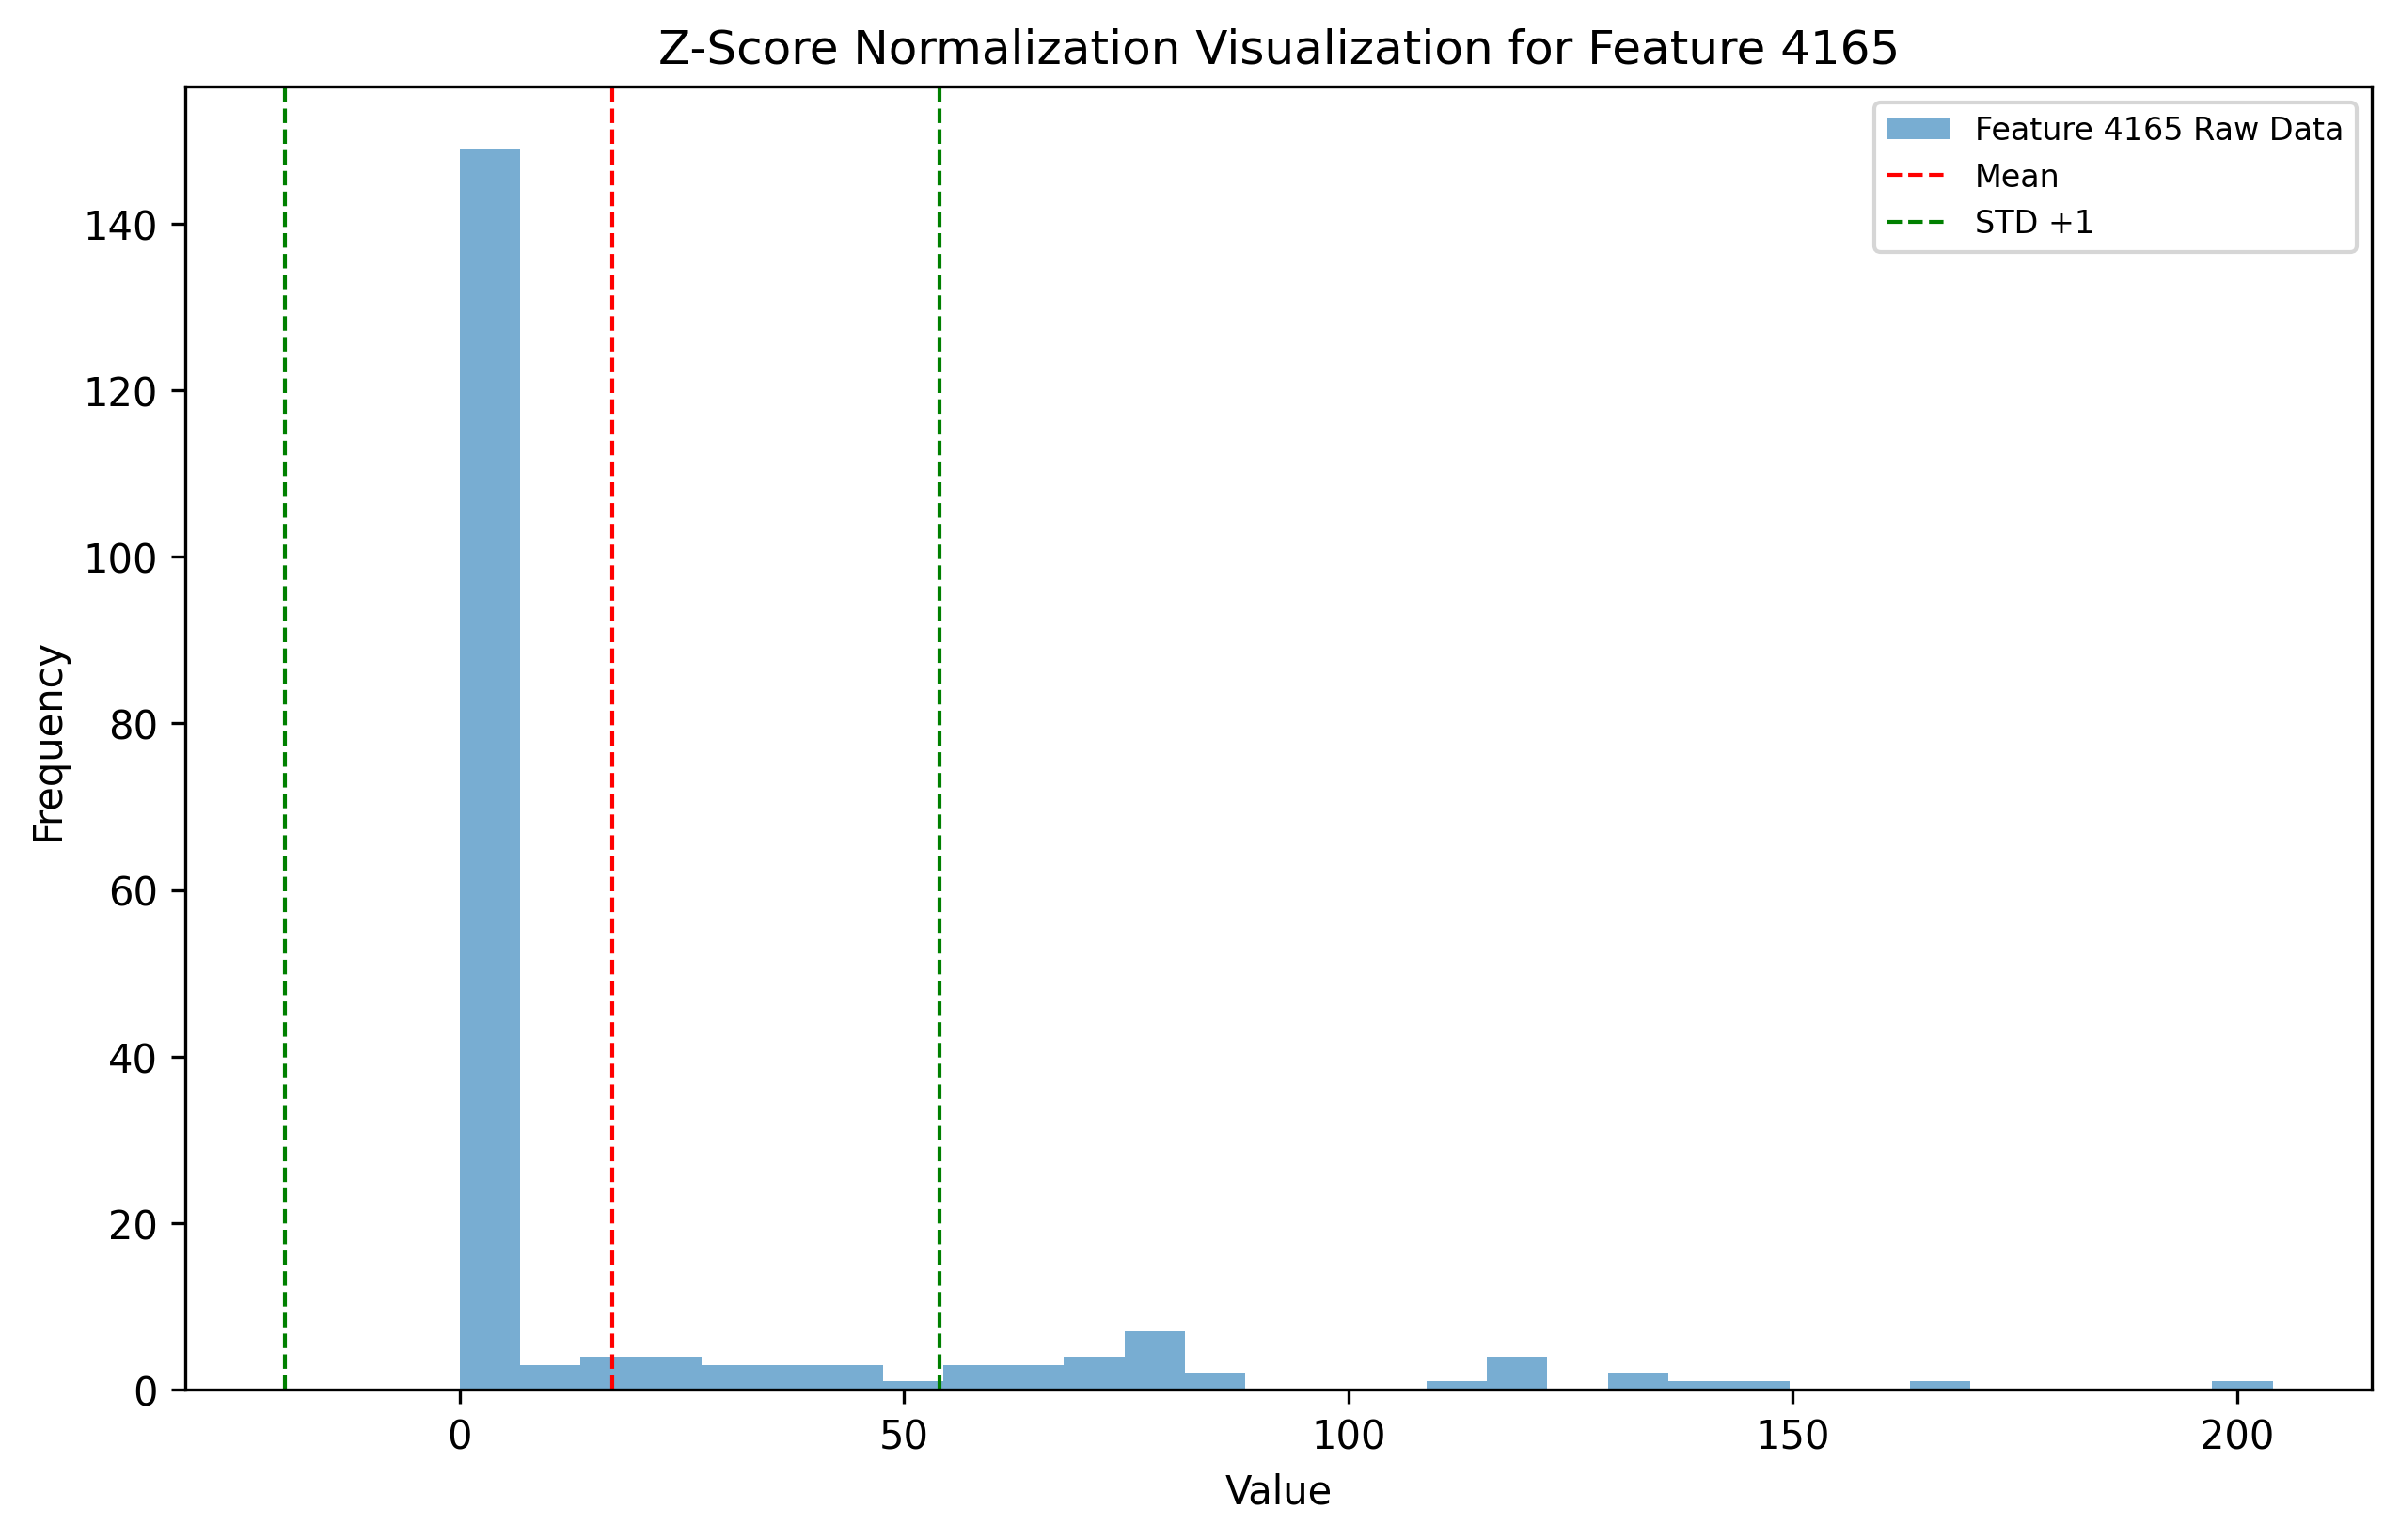 Z-Score Normalization Visualization for Feature 4165
Feature 4165 Raw Data
Mean
STD +1
140
120
100
80
60
40
20
0
Frequency
0 50 100 150 200
Value